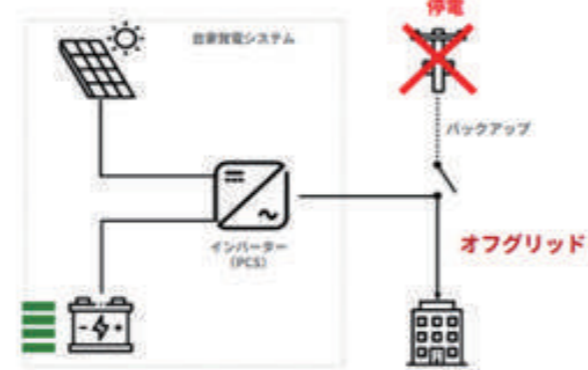 停電
自家発電システム
バックアップ
インバーター
(PCS)
オフグリッド